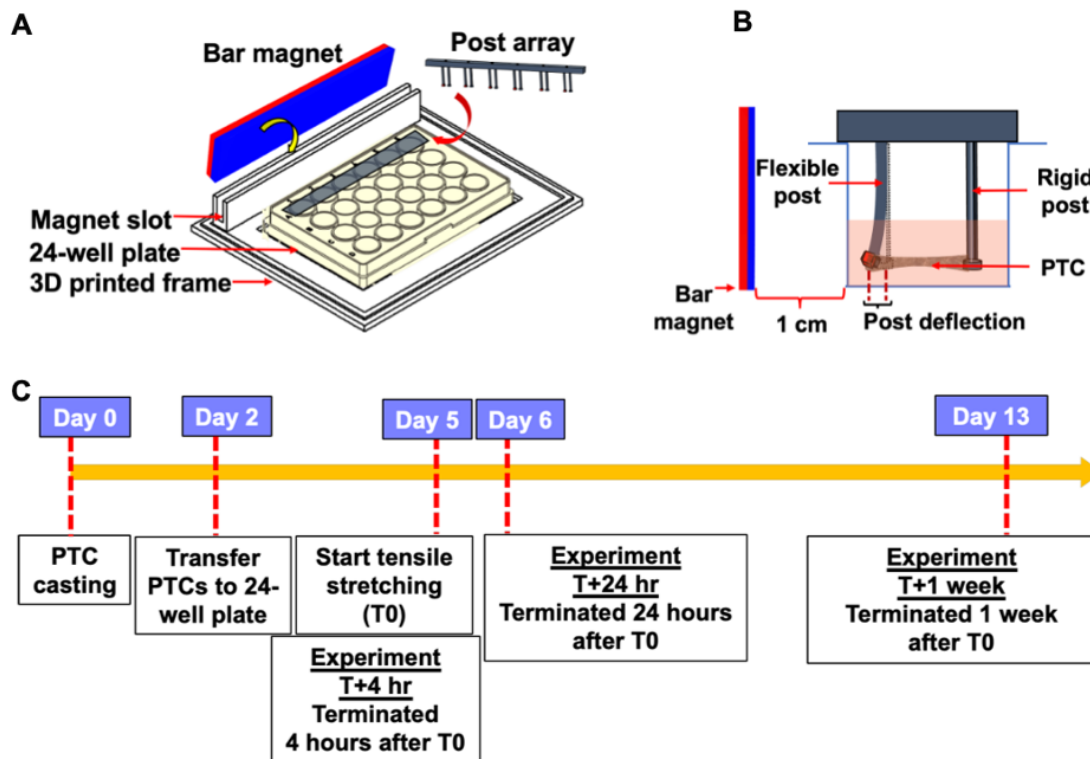 A
Bar magnet
Post array
Magnet slot
24-well plate
3D printed frame
B
Flexible
post
Rigid
post
PTC
Bar
magnet
1 cm
Post deflection
C
Day 0
Day 2
Day 5
Day 6
Day 13
PTC
casting
Transfer
PTCs to 24-
well plate
Start tensile
stretching
(T0)
Experiment
T+4 hr
Terminated
4 hours after T0
Experiment
T+24 hr
Terminated 24 hours
after T0
Experiment
T+1 week
Terminated 1 week
after T0